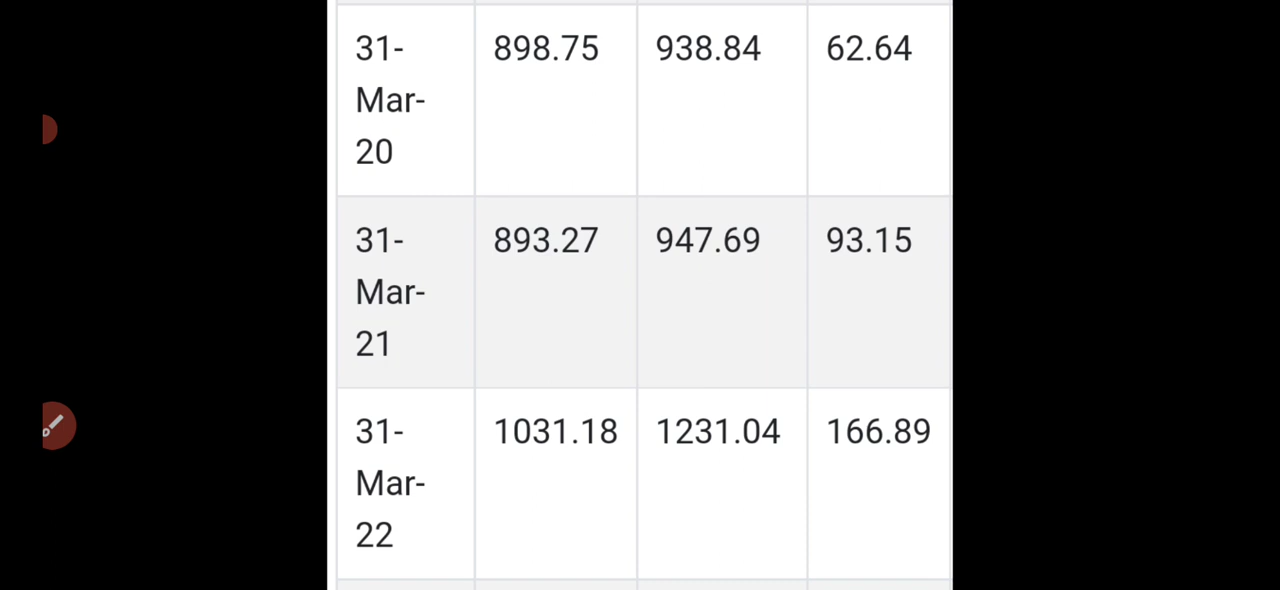 31- 898.75 938.84 62.64
Mar-
20
31- 893.27 947.69 93.15
Mar-
21
31- 1031.18 1231.04 166.89
Mar-
22